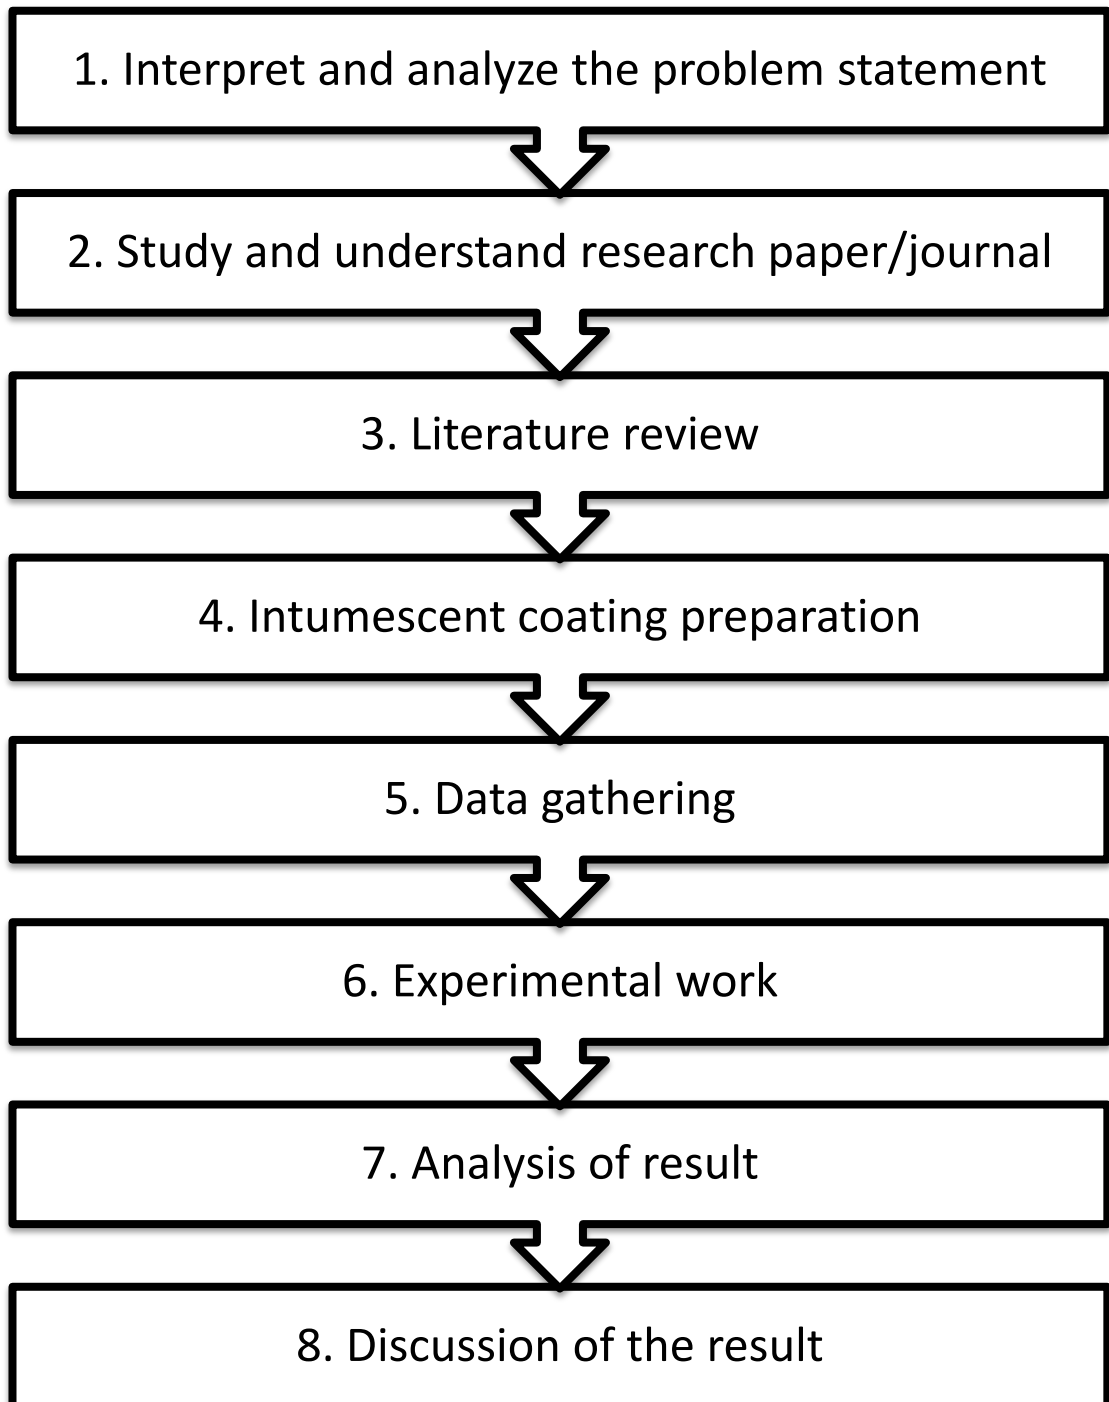 1. Interpret and analyze the problem statement
2. Study and understand research paper/journal
3. Literature review
4. Intumescent coating preparation
5. Data gathering
6. Experimental work
7. Analysis of result
8. Discussion of the result